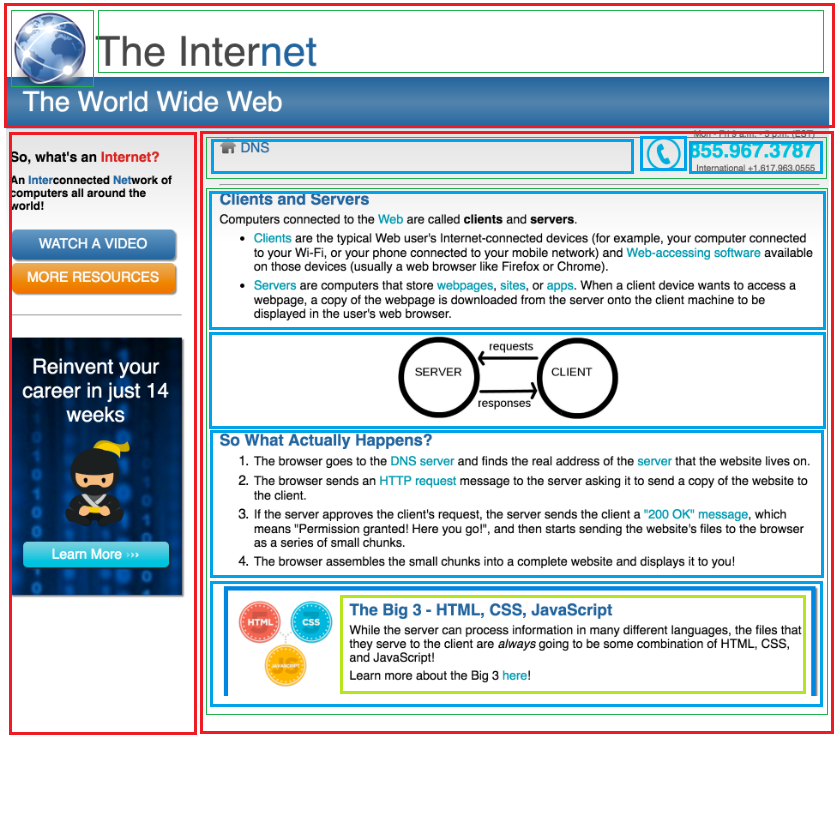 The Internet
The World Wide Web
So, what's an Internet?
An Interconnected Network of
computers all around the
world!
WATCH A VIDEO
MORE RESOURCES
Reinvent your
career in just 14
weeks
Learn More ›››
DNS
Mon - Fri 9 a.m. - 5 p.m. (EST)
855.967.3787
International +1.617.963.0555
Clients and Servers
Computers connected to the Web are called clients and servers.
• Clients are the typical Web user's Internet-connected devices (for example, your computer connected
to your Wi-Fi, or your phone connected to your mobile network) and Web-accessing software available
on those devices (usually a web browser like Firefox or Chrome).
• Servers are computers that store webpages, sites, or apps. When a client device wants to access a
webpage, a copy of the webpage is downloaded from the server onto the client machine to be
displayed in the user's web browser.
requests
SERVER
CLIENT
responses
So What Actually Happens?
1. The browser goes to the DNS server and finds the real address of the server that the website lives on.
2. The browser sends an HTTP request message to the server asking it to send a copy of the website to
the client.
3. If the server approves the client's request, the server sends the client a "200 OK" message, which
means "Permission granted! Here you go!", and then starts sending the website's files to the browser
as a series of small chunks.
4. The browser assembles the small chunks into a complete website and displays it to you!
HTML
CSS
JAVASCRIPT
The Big 3 - HTML, CSS, JavaScript
While the server can process information in many different languages, the files that
they serve to the client are always going to be some combination of HTML, CSS,
and JavaScript!
Learn more about the Big 3 here!